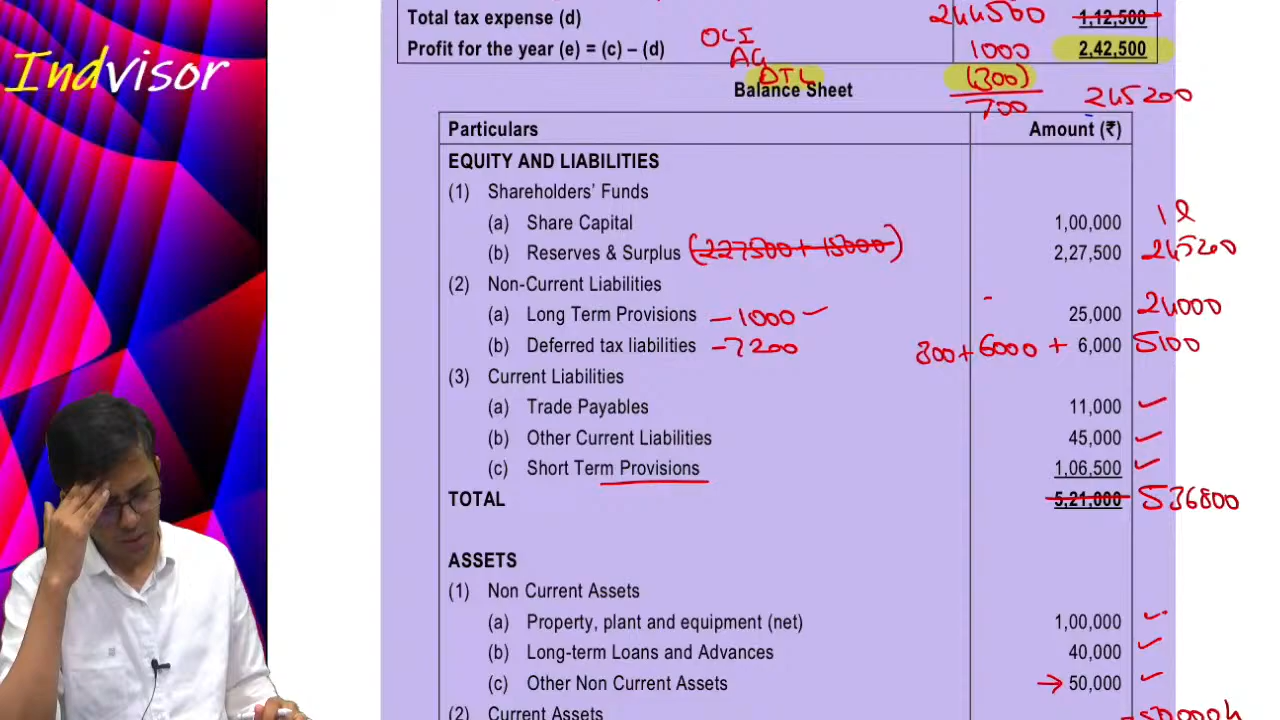 Indvisor
Total tax expense (d) 244500 1,12,500
Profit for the year (e) = (c) – (d) 1000 2,42,500
OCI
AG
DTL (300)
700 245200
Balance Sheet
Particulars Amount (₹)
EQUITY AND LIABILITIES
(1) Shareholders' Funds
(a) Share Capital 1,00,000 1l
(b) Reserves & Surplus (227500 + 15000) 2,27,500 245200
(2) Non-Current Liabilities
(a) Long Term Provisions – 1000 25,000 24000
(b) Deferred tax liabilities – 7200 300 + 6000 + 6,000 5100
(3) Current Liabilities
(a) Trade Payables 11,000
(b) Other Current Liabilities 45,000
(c) Short Term Provisions 1,06,500
TOTAL 5,21,000 536800
ASSETS
(1) Non Current Assets
(a) Property, plant and equipment (net) 1,00,000
(b) Long-term Loans and Advances 40,000
(c) Other Non Current Assets → 50,000
(2) Current Assets